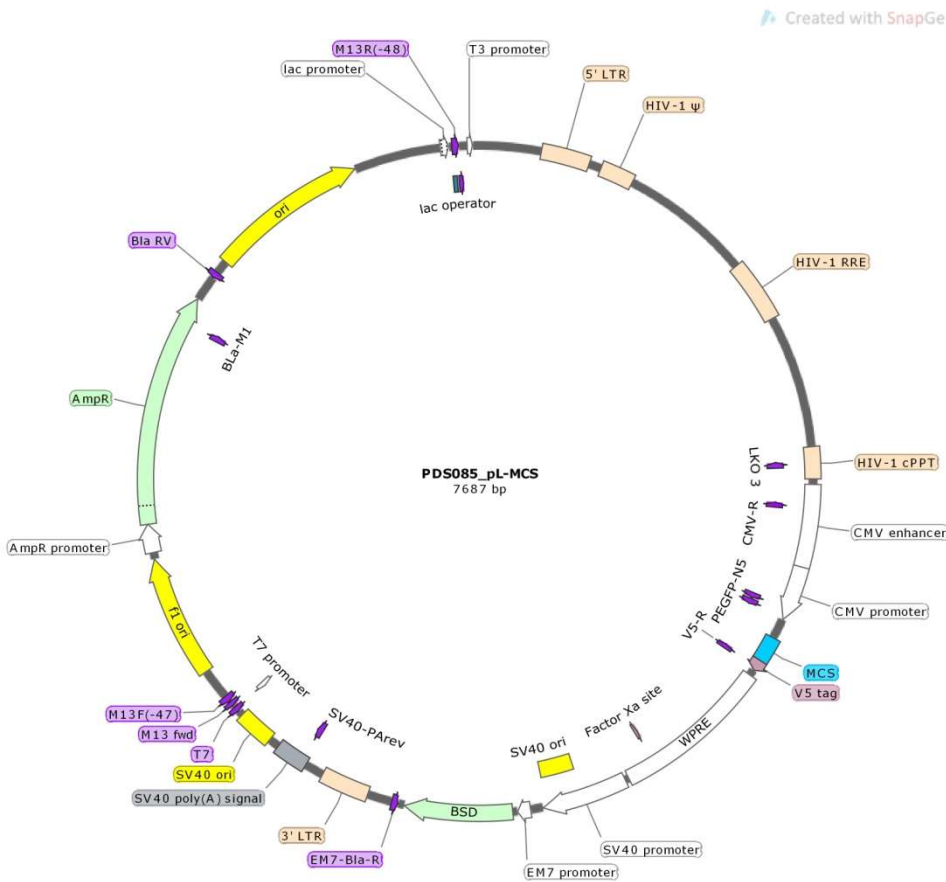 Created with SnapGe
M13R(-48)
T3 promoter
lac promoter
5' LTR
HIV-1 ψ
lac operator
ori
Bla RV
HIV-1 RRE
BLa-M1
AmpR
LKO 3
HIV-1 cPPT
PDS085_pL-MCS
7687 bp
CMV-R
CMV enhancer
AmpR promoter
PEGFP-N5
CMV promoter
f1 ori
V5-R
MCS
V5 tag
T7 promoter
M13F(-47)
M13 fwd
T7
SV40 ori
SV40 poly(A) signal
SV40-PArev
SV40 ori
Factor Xa site
WPRE
3' LTR
BSD
SV40 promoter
EM7-Bla-R
EM7 promoter